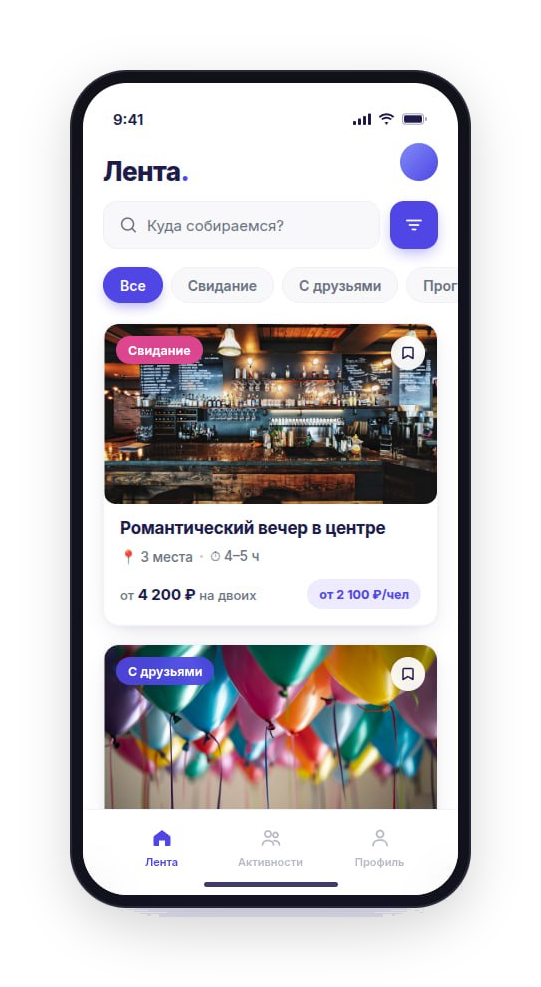 9:41
Лента.
Куда собираемся?
Все
Свидание
С друзьями
Прог
Свидание
Романтический вечер в центре
3 места · 4–5 ч
от 4 200 ₽ на двоих
от 2 100 ₽/чел
С друзьями
Лента
Активности
Профиль